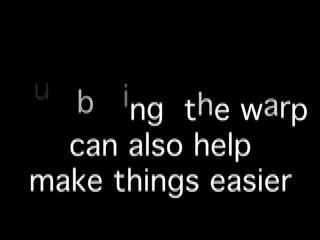 u b ing the warp
can also help
make things easier